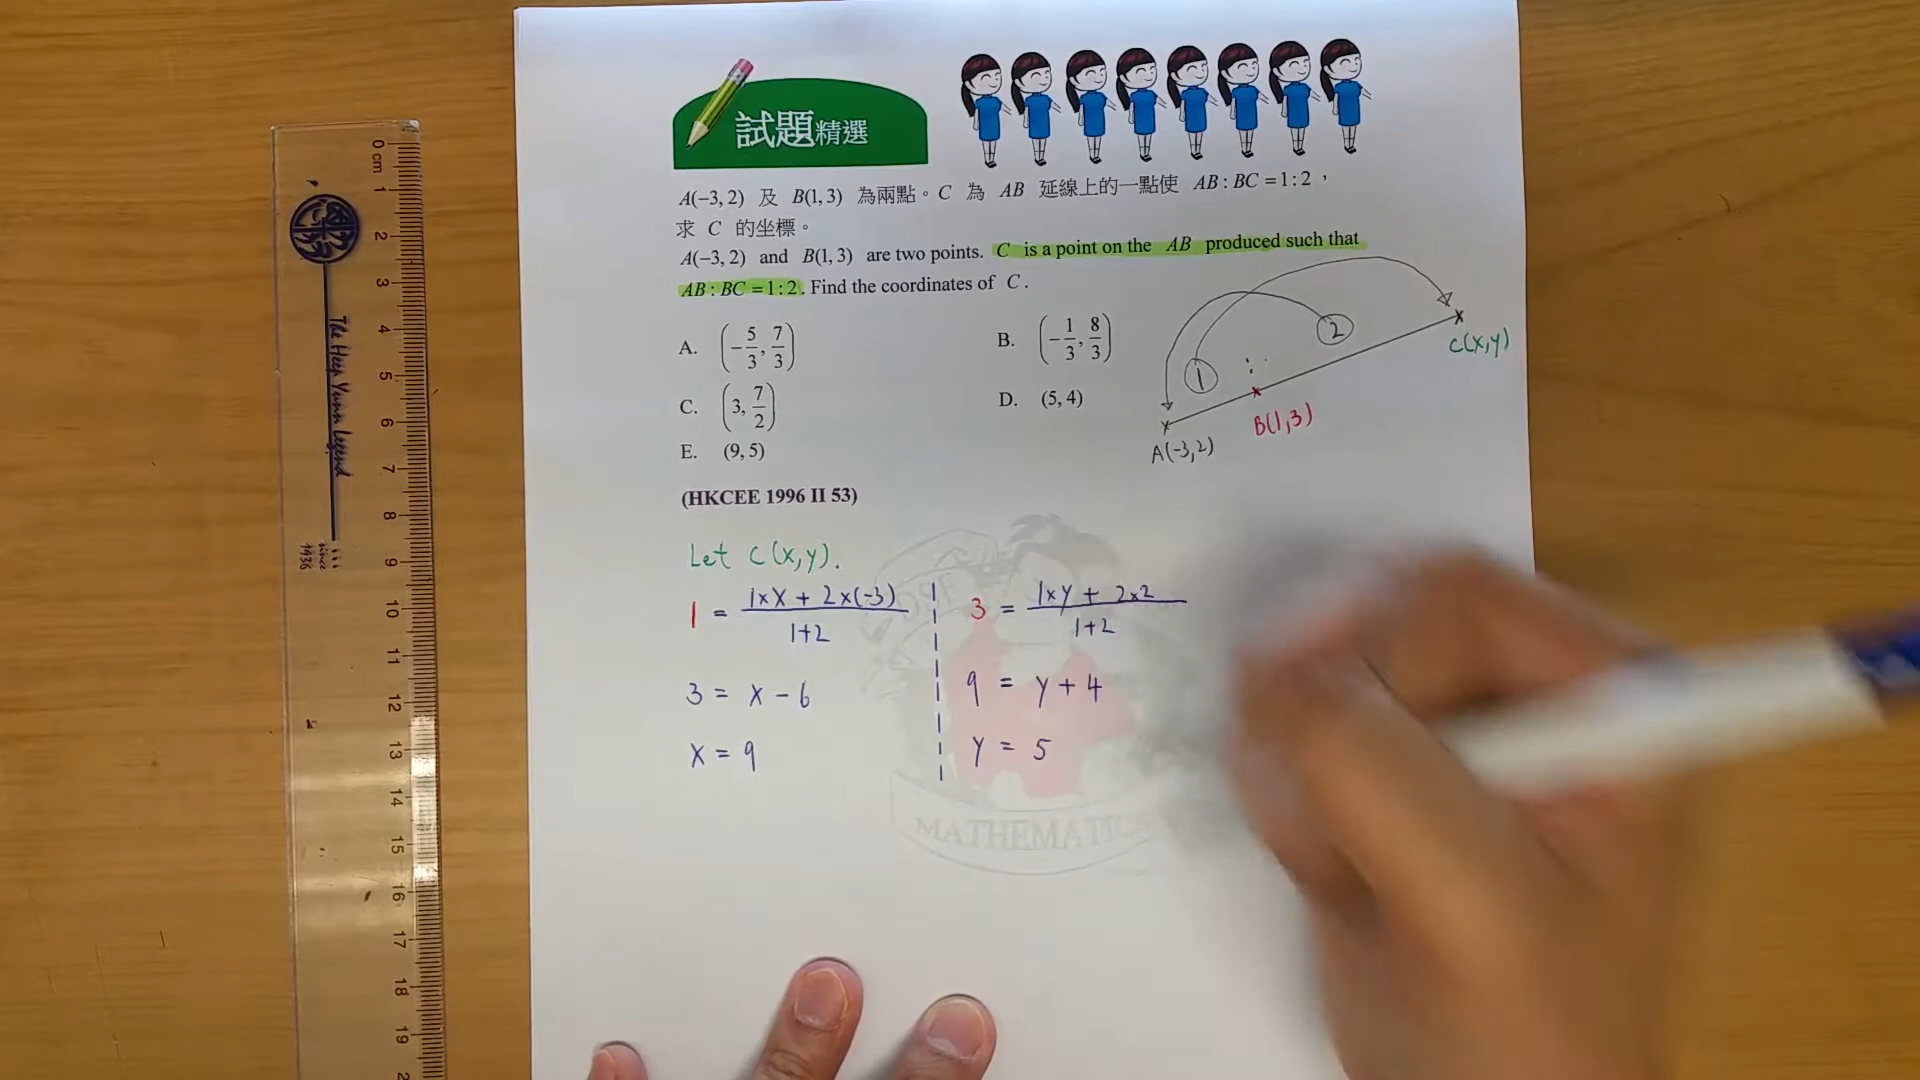 試題精選
A(−3, 2) 及 B(1, 3) 為兩點。C 為 AB 延線上的一點使 AB : BC = 1 : 2，
求 C 的坐標。
A(−3, 2) and B(1, 3) are two points. C is a point on the AB produced such that
AB : BC = 1 : 2. Find the coordinates of C.
A. (−5/3, 7/3)
B. (−1/3, 8/3)
C. (3, 7/2)
D. (5, 4)
E. (9, 5)
1 : 2
A(-3,2)
B(1,3)
C(x,y)
(HKCEE 1996 II 53)
Let C(x,y).
1 = (1×x + 2×(-3))/(1+2)
3 = x - 6
x = 9
3 = (1×y + 2×2)/(1+2)
9 = y + 4
y = 5
MATHEMATICS
0 cm 1 2 3 4 5 6 7 8 9 10 11 12 13 14 15 16 17 18 19
The Heep Yunn Legend
since 1936